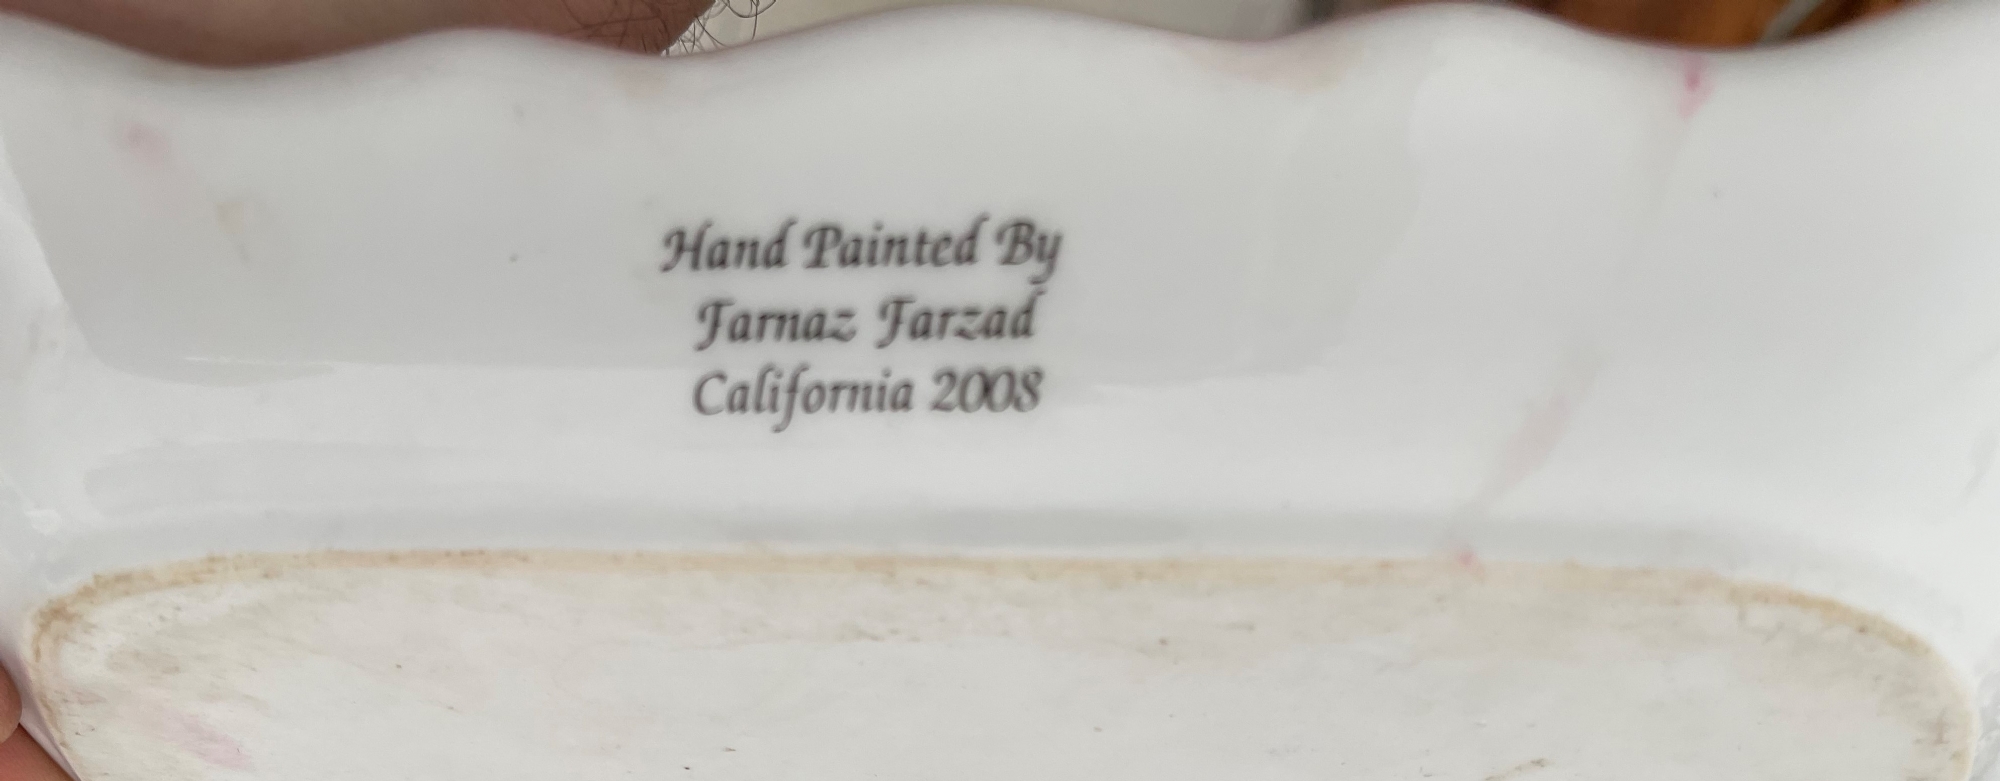 Hand Painted By
Farnaz Farzad
California 2008